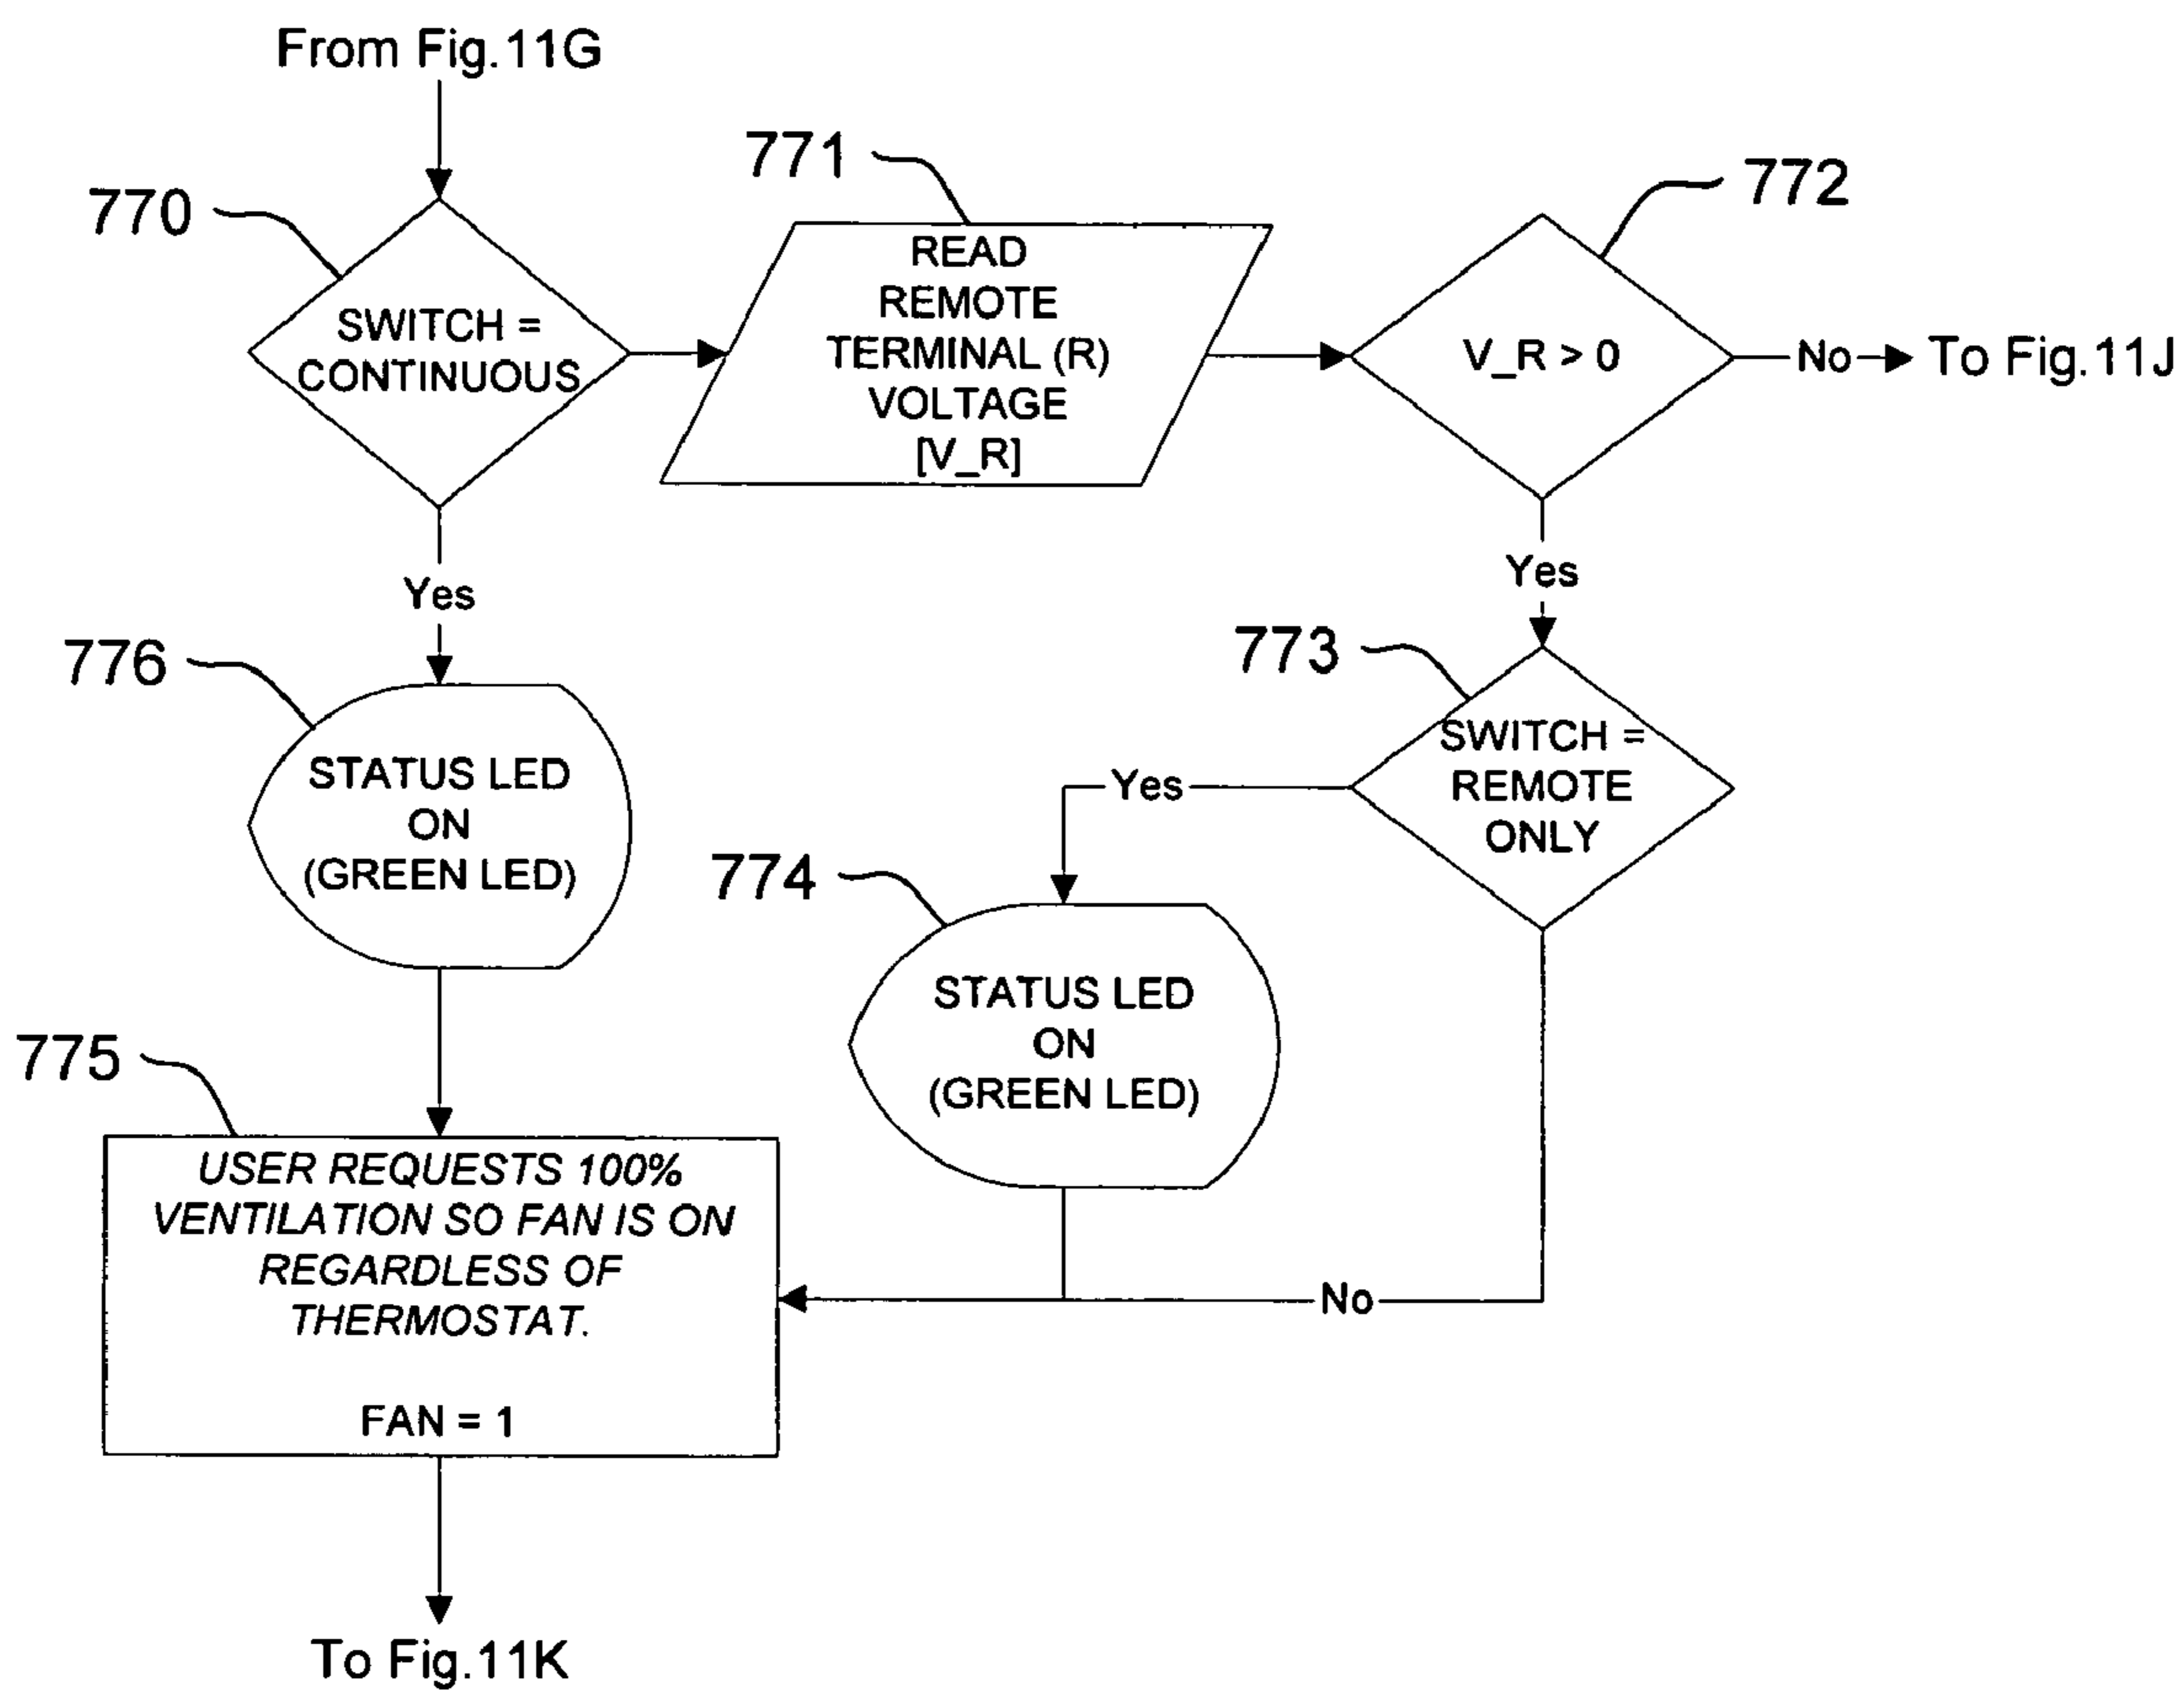 From Fig.11G
770
SWITCH =
CONTINUOUS
771
READ
REMOTE
TERMINAL (R)
VOLTAGE
[V_R]
772
V_R > 0
No
To Fig.11J
Yes
Yes
773
SWITCH =
REMOTE
ONLY
Yes
776
STATUS LED
ON
(GREEN LED)
774
STATUS LED
ON
(GREEN LED)
No
775
USER REQUESTS 100%
VENTILATION SO FAN IS ON
REGARDLESS OF
THERMOSTAT.
FAN = 1
To Fig.11K